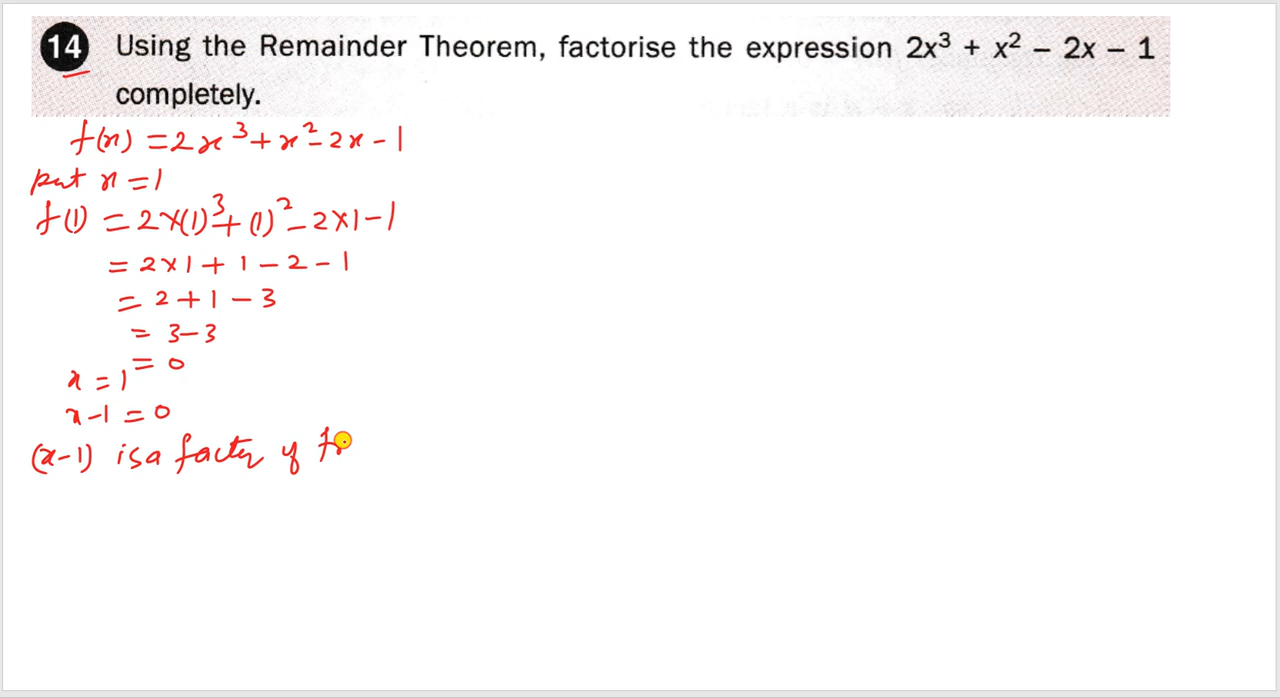 14 Using the Remainder Theorem, factorise the expression 2x³ + x² – 2x – 1
completely.
f(x) = 2x³ + x² – 2x – 1
put x = 1
f(1) = 2×(1)³ + (1)² – 2×1 – 1
= 2×1 + 1 – 2 – 1
= 2 + 1 – 3
= 3 – 3
= 0
x = 1
x – 1 = 0
(x – 1) is a factor of